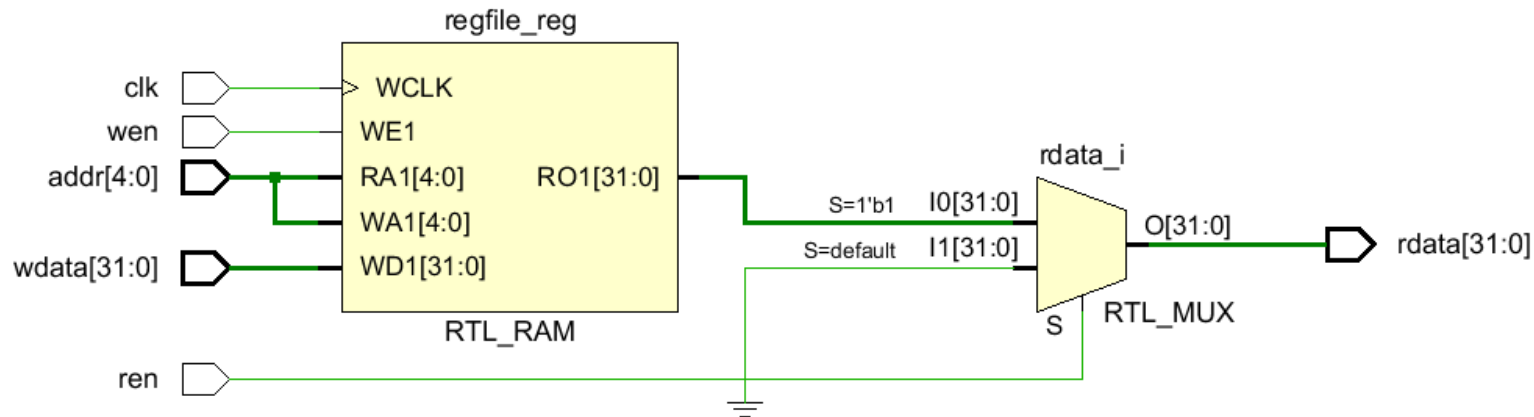 regfile_reg
clk
WCLK
wen
WE1
addr[4:0]
RA1[4:0]
RO1[31:0]
WA1[4:0]
wdata[31:0]
WD1[31:0]
RTL_RAM
ren
rdata_i
S=1'b1
I0[31:0]
S=default
I1[31:0]
O[31:0]
S
RTL_MUX
rdata[31:0]